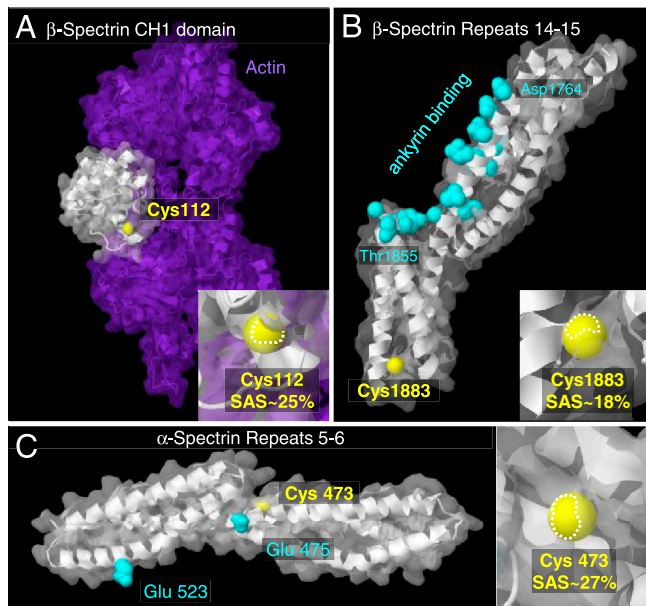 A β-Spectrin CH1 domain
Actin
Cys112
Cys112
SAS~25%
B β-Spectrin Repeats 14-15
Asp1764
ankyrin binding
Thr1855
Cys1883
Cys1883
SAS~18%
C α-Spectrin Repeats 5-6
Cys 473
Glu 475
Glu 523
Cys 473
SAS~27%